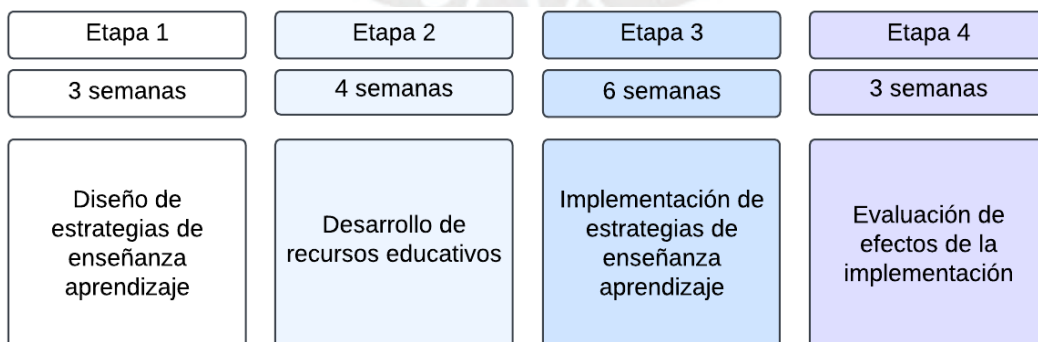 Etapa 1
Etapa 2
Etapa 3
Etapa 4
3 semanas
4 semanas
6 semanas
3 semanas
Diseño de
estrategias de
enseñanza
aprendizaje
Desarrollo de
recursos educativos
Implementación de
estrategias de
enseñanza
aprendizaje
Evaluación de
efectos de la
implementación